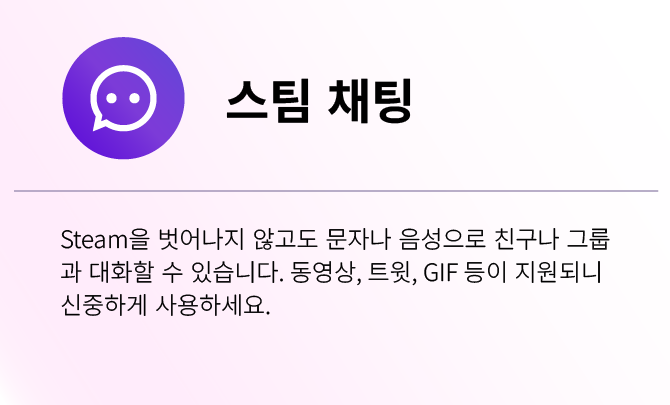 스팀 채팅
Steam을 벗어나지 않고도 문자나 음성으로 친구나 그룹
과 대화할 수 있습니다. 동영상, 트윗, GIF 등이 지원되니
신중하게 사용하세요.